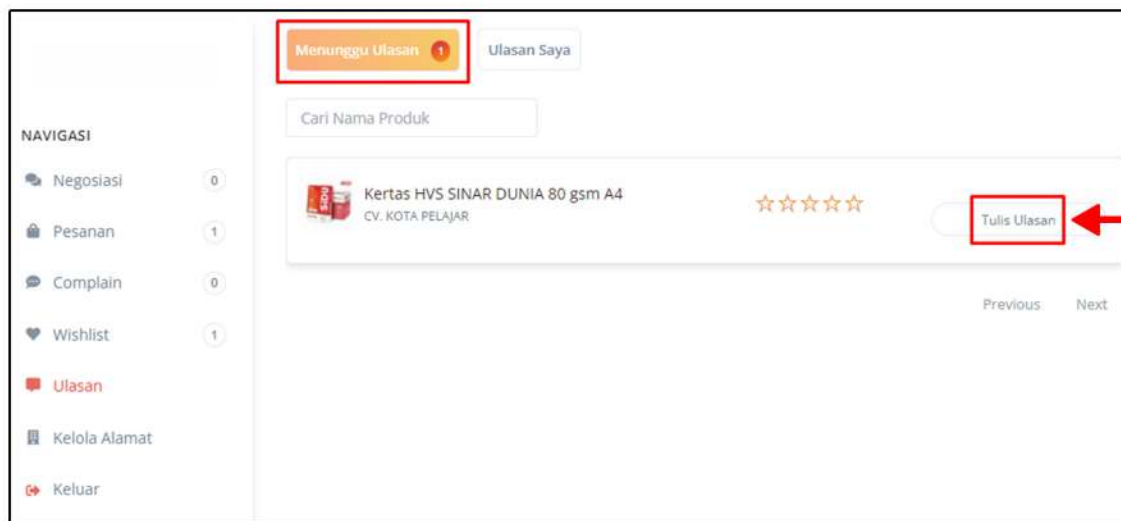 Menunggu Ulasan 1
Ulasan Saya
Cari Nama Produk
NAVIGASI
Negosiasi 0
Pesanan 1
Complain 0
Wishlist 1
Ulasan
Kelola Alamat
Keluar
SIDU
Kertas HVS SINAR DUNIA 80 gsm A4
CV. KOTA PELAJAR
Tulis Ulasan
Previous Next